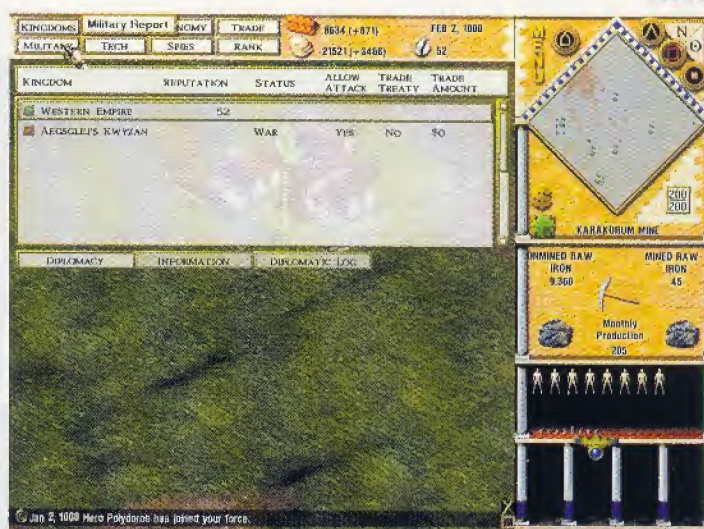 KINGDOMS Military Report NOMY TRADE
MILITARY TECH SPIES RANK
8634 (+871) FEB 2, 1000
21521 (+3466) 52
MENU
N
KINGDOM REPUTATION STATUS ALLOW ATTACK TRADE TREATY TRADE AMOUNT
WESTERN EMPIRE 52
WAR YES NO $0
DIPLOMACY INFORMATION DIPLOMATIC LOG
200
200
KARAKORUM MINE
UNMINED RAW IRON
9,360
MINED RAW IRON
45
Monthly Production
205
Jan 2, 1000 Hero Polydoros has joined your force.